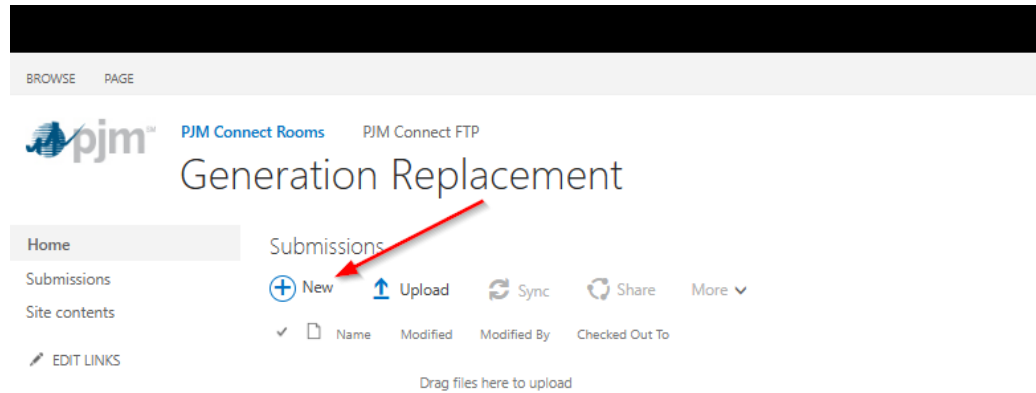 BROWSE PAGE
pjm SM
PJM Connect Rooms PJM Connect FTP
Generation Replacement
Home
Submissions
Site contents
EDIT LINKS
Submissions
New Upload Sync Share More
Name Modified Modified By Checked Out To
Drag files here to upload